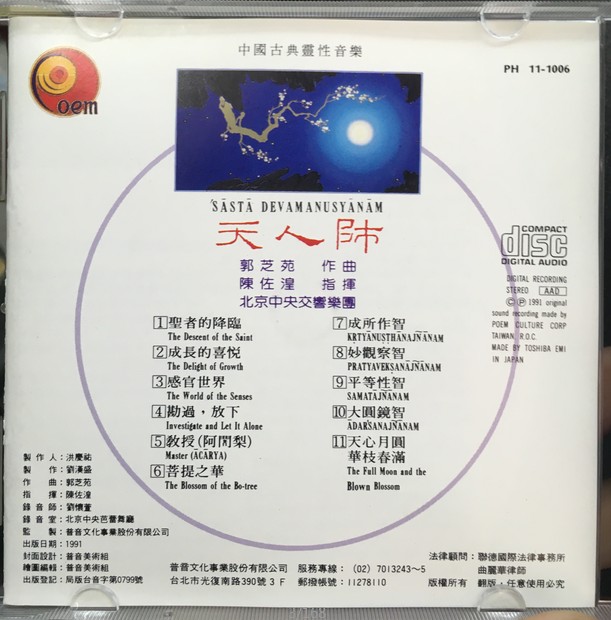 中國古典靈性音樂
oem
PH 11-1006
'SĀSTĀ DEVAMANUSYĀNĀM
天人師
郭芝苑 作曲
陳佐湟 指揮
北京中央交響樂團
COMPACT
disc
DIGITAL AUDIO
DIGITAL RECORDING
STEREO AAD
©Ⓟ 1991 original
sound recording made by
POEM CULTURE CORP
TAIWAN R.O.C.
MADE BY TOSHIBA EMI
IN JAPAN
1 聖者的降臨
The Descent of the Saint
2 成長的喜悅
The Delight of Growth
3 感官世界
The World of the Senses
4 勘過，放下
Investigate and Let It Alone
5 教授(阿闍梨)
Master (ĀCĀRYA)
6 菩提之華
The Blossom of the Bo-tree
7 成所作智
KRTYĀNUṢṬHĀNAJÑĀNAM
8 妙觀察智
PRATYAVEKṢANĀJÑĀNAM
9 平等性智
SAMATĀJÑĀNAM
10 大圓鏡智
ĀDARŚANAJÑĀNAM
11 天心月圓
華枝春滿
The Full Moon and the
Blown Blossom
製作人：洪慶祐
製作：劉漢盛
作曲：郭芝苑
指揮：陳佐湟
錄音師：劉懷萱
錄音室：北京中央芭蕾舞廳
監製：普音文化事業股份有限公司
出版日期：1991
封面設計：普音美術組
繪圖編輯：普音美術組
出版登記：局版台音字第0799號
普音文化事業股份有限公司 服務專線：(02) 7013243～5
台北市光復南路390號3F 郵撥帳號：11278110
法律顧問：聯德國際法律事務所
曲麗華律師
版權所有 翻版，任意使用必究